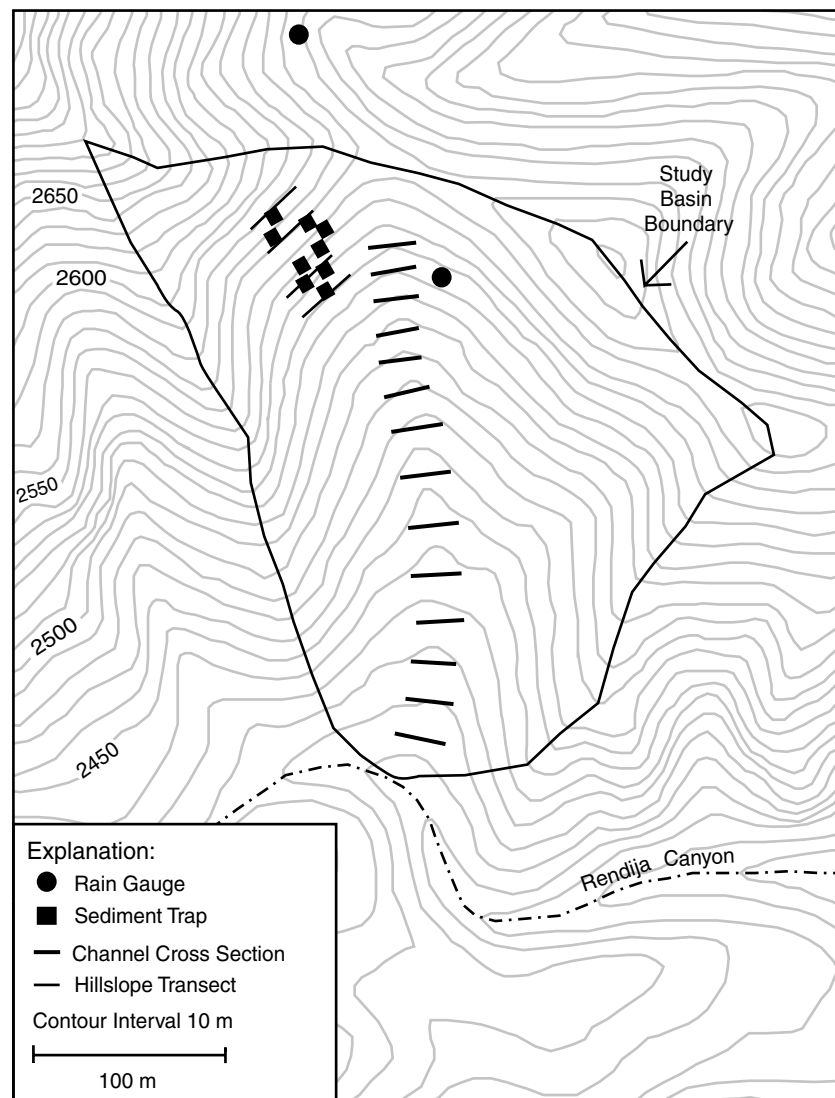 Study
Basin
Boundary
2650
2600
2550
2500
2450
Rendija Canyon
Explanation:
Rain Gauge
Sediment Trap
Channel Cross Section
Hillslope Transect
Contour Interval 10 m
100 m